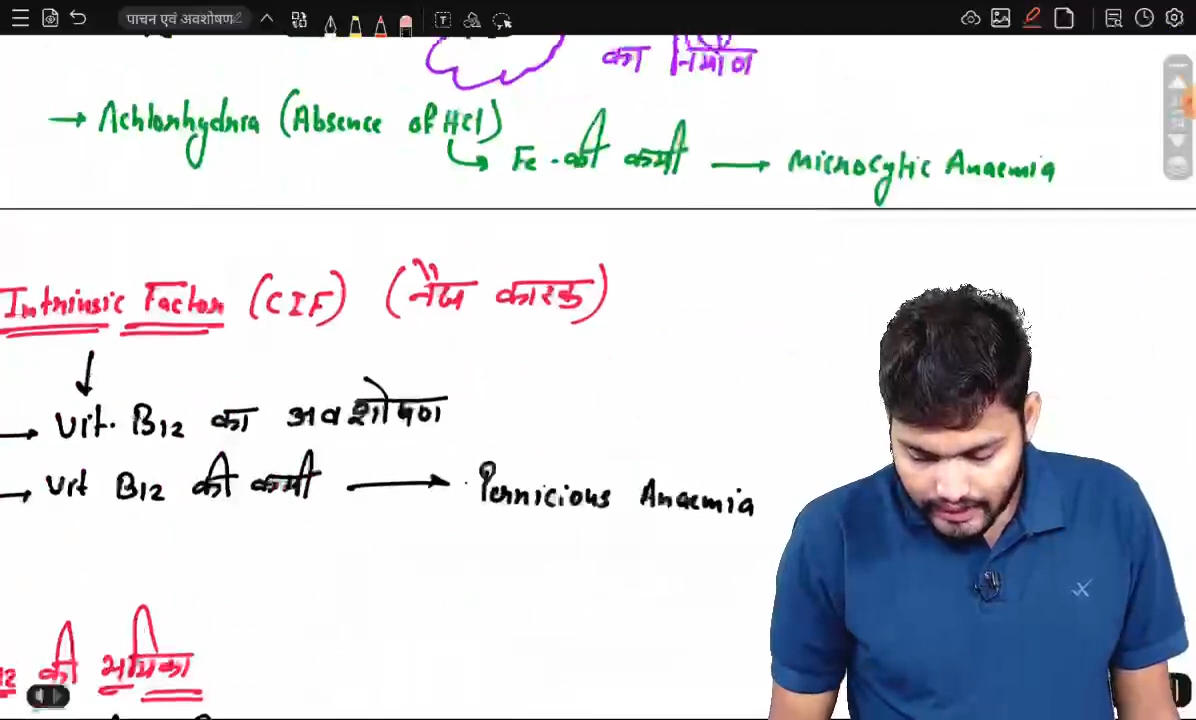 पाचन एवं अवशोषण
का निर्माण
→ Achlorhydria (Absence of HCl)
↳ Fe - की कमी → Microcytic Anaemia
Intrinsic Factor (CIF) (नैज कारक)
↓
→ Vit. B12 का अवशोषण
→ Vit B12 की कमी → Pernicious Anaemia
12 की भूमिका